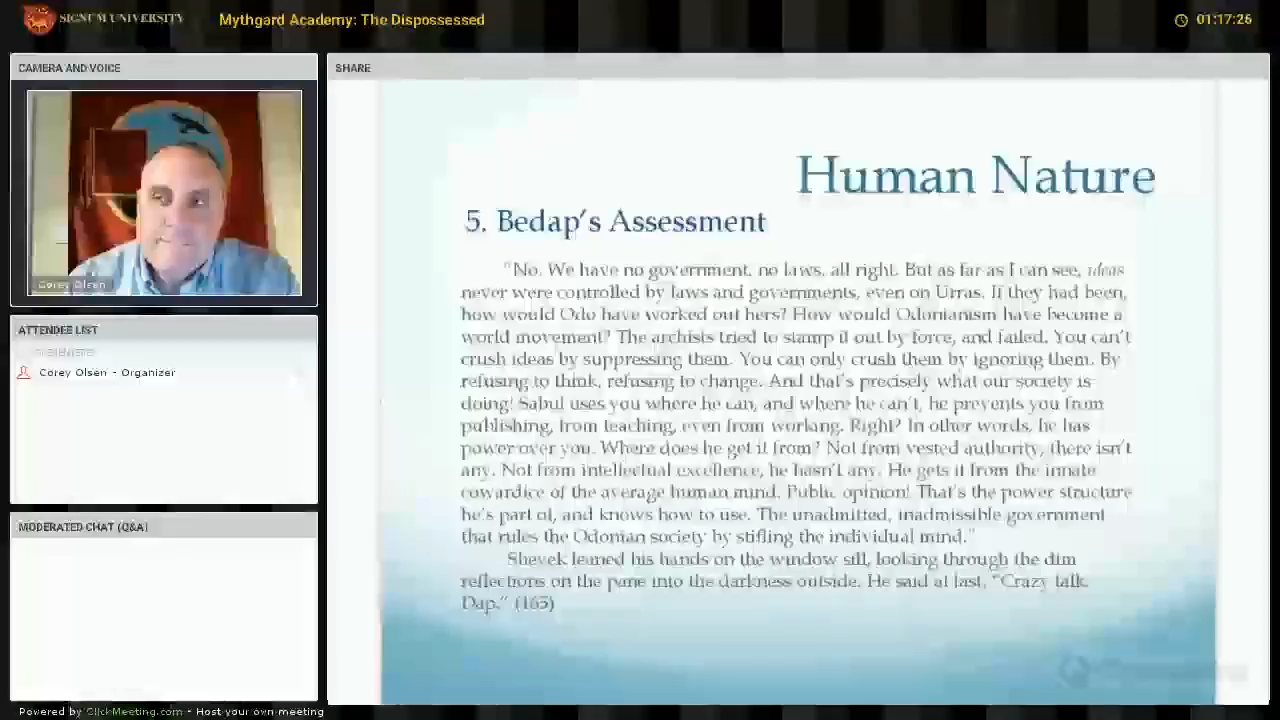 SIGNUM UNIVERSITY
Mythgard Academy: The Dispossessed
01:17:26
CAMERA AND VOICE
Corey Olsen
ATTENDEE LIST
Corey Olsen - Organizer
MODERATED CHAT (Q&A)
SHARE
Human Nature
5. Bedap's Assessment
"No. We have no government, no laws, all right. But as far as I can see, ideas
never were controlled by laws and governments, even on Urras. If they had been,
how would Odo have worked out hers? How would Odonianism have become a
world movement? The archists tried to stamp it out by force, and failed. You can't
crush ideas by suppressing them. You can only crush them by ignoring them. By
refusing to think, refusing to change. And that's precisely what our society is
doing! Sabul uses you where he can, and where he can't, he prevents you from
publishing, from teaching, even from working. Right? In other words, he has
power over you. Where does he get it from? Not from vested authority, there isn't
any. Not from intellectual excellence, he hasn't any. He gets it from the innate
cowardice of the average human mind. Public opinion! That's the power structure
he's part of, and knows how to use. The unadmitted, inadmissible government
that rules the Odonian society by stifling the individual mind."
Shevek leaned his hands on the window sill, looking through the dim
reflections on the pane into the darkness outside. He said at last, "Crazy talk,
Dap." (165)
Powered by ClickMeeting.com - Host your own meeting